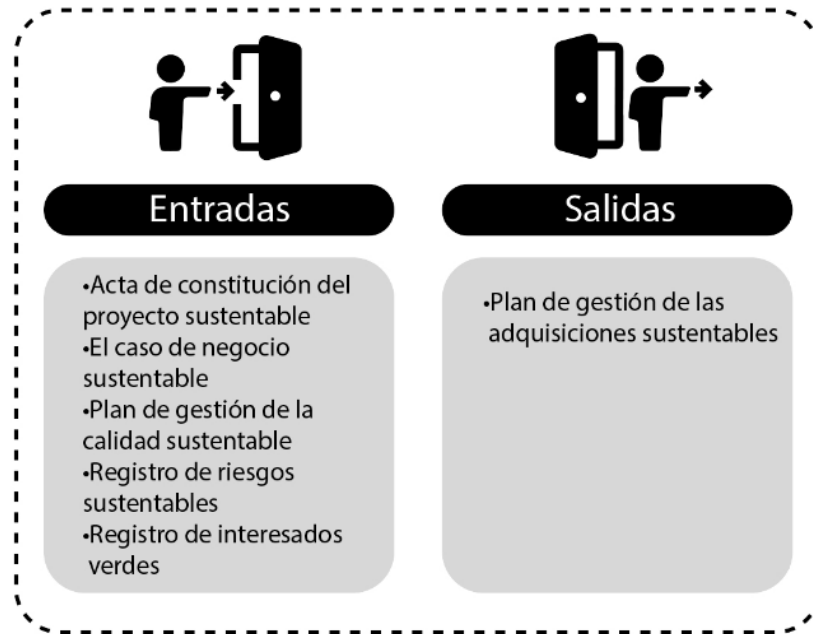 Entradas
•Acta de constitución del
proyecto sustentable
•El caso de negocio
sustentable
•Plan de gestión de la
calidad sustentable
•Registro de riesgos
sustentables
•Registro de interesados
verdes
Salidas
•Plan de gestión de las
adquisiciones sustentables